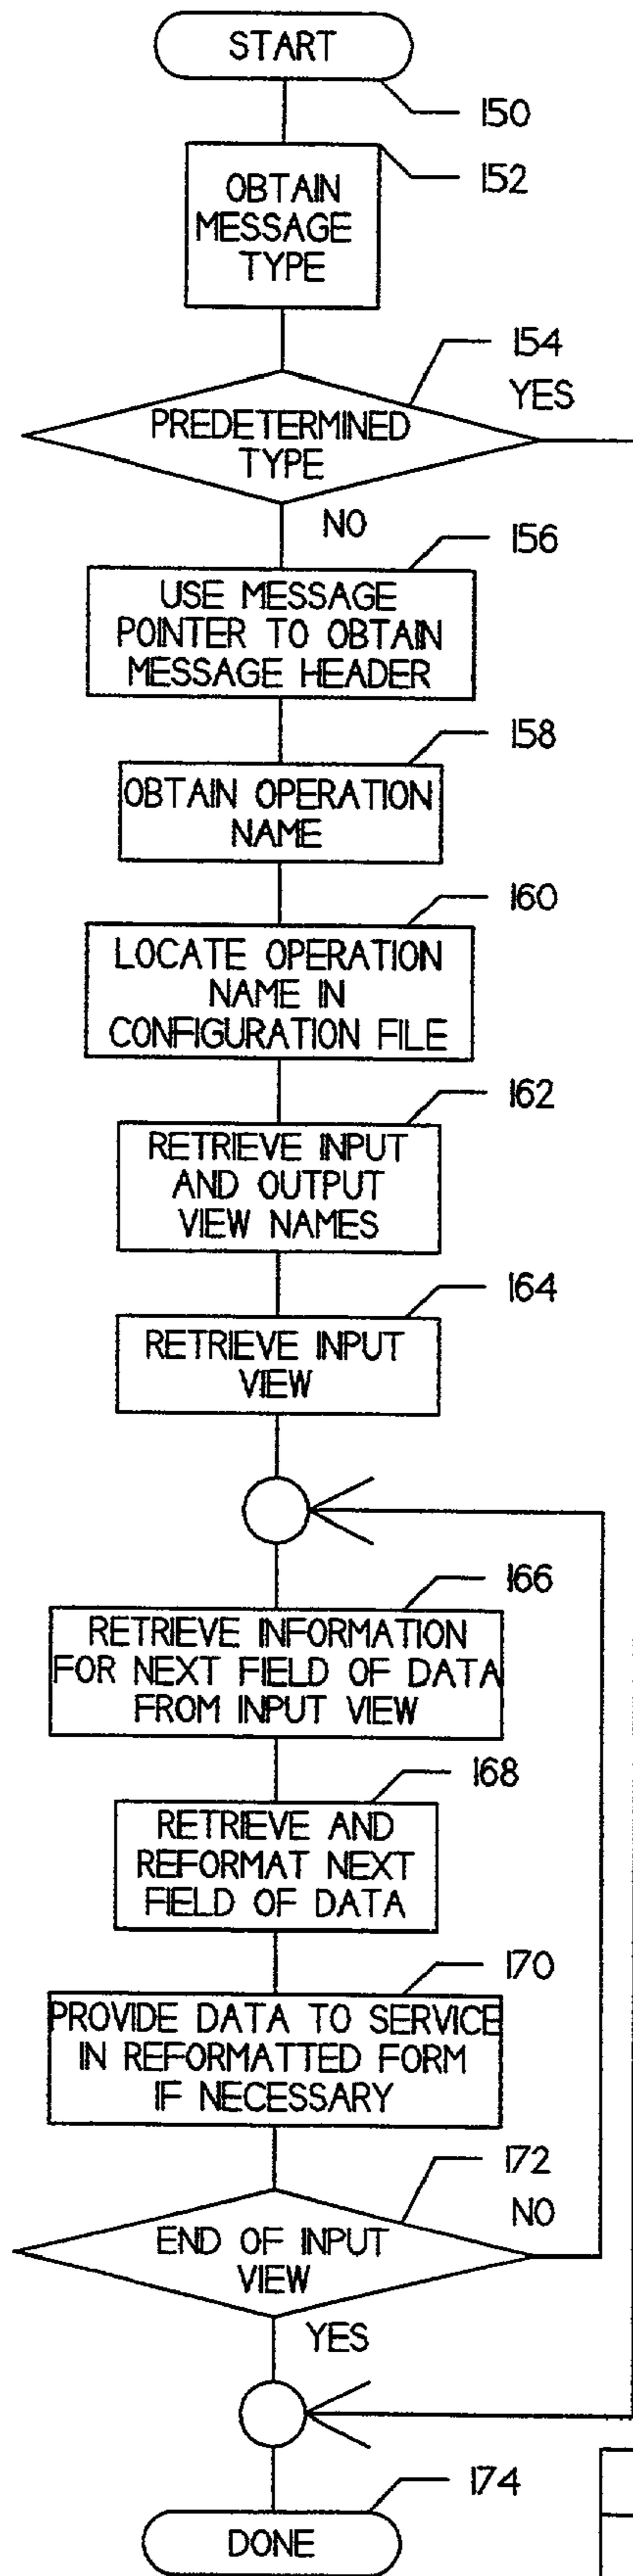 START
150
152
OBTAIN
MESSAGE
TYPE
154
YES
PREDETERMINED
TYPE
NO
156
USE MESSAGE
POINTER TO OBTAIN
MESSAGE HEADER
158
OBTAIN OPERATION
NAME
160
LOCATE OPERATION
NAME IN
CONFIGURATION FILE
162
RETRIEVE INPUT
AND OUTPUT
VIEW NAMES
164
RETRIEVE INPUT
VIEW
166
RETRIEVE INFORMATION
FOR NEXT FIELD OF DATA
FROM INPUT VIEW
168
RETRIEVE AND
REFORMAT NEXT
FIELD OF DATA
170
PROVIDE DATA TO SERVICE
IN REFORMATTED FORM
IF NECESSARY
172
NO
END OF INPUT
VIEW
YES
174
DONE